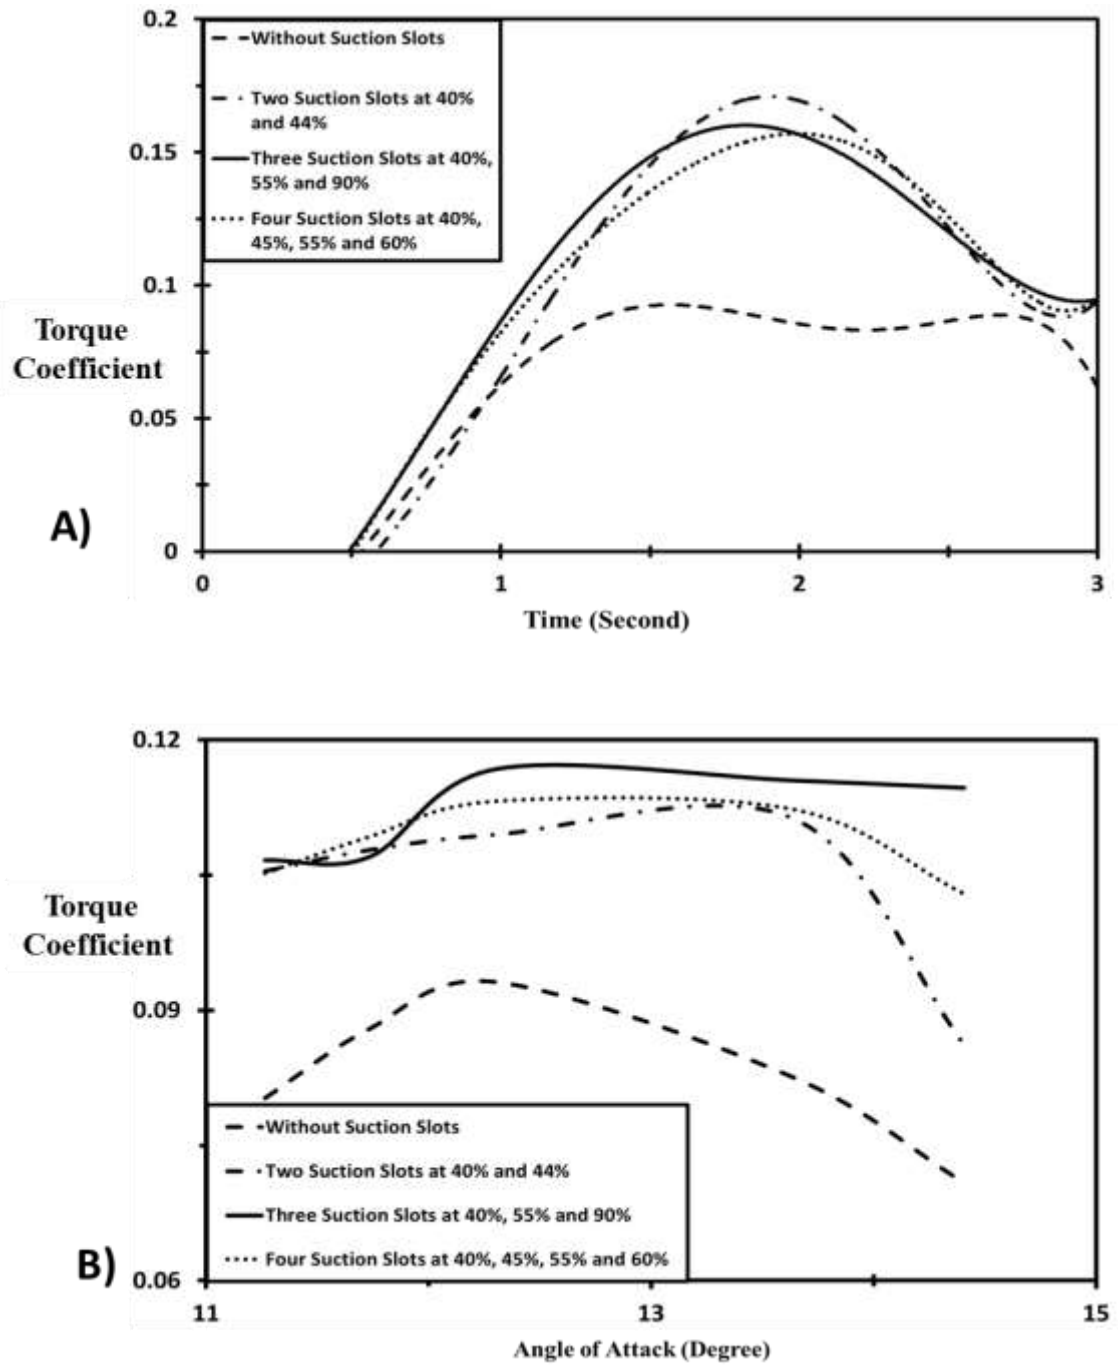 0.2
Without Suction Slots
Two Suction Slots at 40%
and 44%
0.15
Three Suction Slots at 40%,
55% and 90%
Four Suction Slots at 40%,
45%, 55% and 60%
0.1
Torque
Coefficient
0.05
A)
0
0 1 2 3
Time (Second)
0.12
Torque
Coefficient
0.09
Without Suction Slots
Two Suction Slots at 40% and 44%
Three Suction Slots at 40%, 55% and 90%
Four Suction Slots at 40%, 45%, 55% and 60%
B)
0.06
11 13 15
Angle of Attack (Degree)